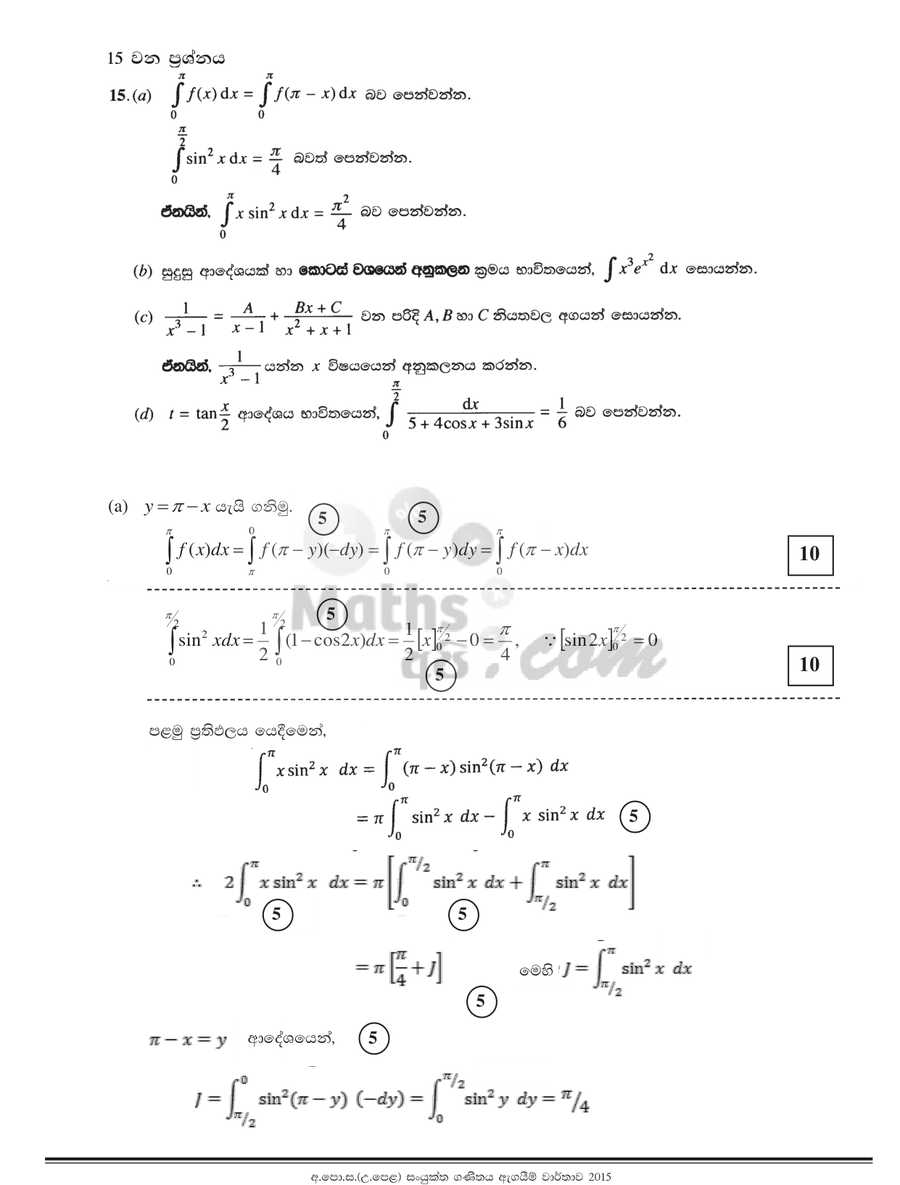 15 වන ප්‍රශ්නය
15.(a) ∫₀^π f(x) dx = ∫₀^π f(π − x) dx බව පෙන්වන්න.
∫₀^{π/2} sin² x dx = π/4 බවත් පෙන්වන්න.
ඒනයින්, ∫₀^π x sin² x dx = π²/4 බව පෙන්වන්න.
(b) සුදුසු ආදේශයක් හා කොටස් වශයෙන් අනුකලන ක්‍රමය භාවිතයෙන්, ∫ x³e^{x²} dx සොයන්න.
(c) 1/(x³ − 1) = A/(x − 1) + (Bx + C)/(x² + x + 1) වන පරිදි A, B හා C නියතවල අගයන් සොයන්න.
ඒනයින්, 1/(x³ − 1) යන්න x විෂයයෙන් අනුකලනය කරන්න.
(d) t = tan x/2 ආදේශය භාවිතයෙන්, ∫₀^{π/2} dx/(5 + 4cos x + 3sin x) = 1/6 බව පෙන්වන්න.
(a) y = π − x යැයි ගනිමු. 5 5
∫₀^π f(x)dx = ∫_π^0 f(π − y)(−dy) = ∫₀^π f(π − y)dy = ∫₀^π f(π − x)dx 10
Maths
5
∫₀^{π/2} sin² xdx = 1/2 ∫₀^{π/2} (1 − cos2x)dx = 1/2 [x]₀^{π/2} − 0 = π/4, ∵ [sin 2x]₀^{π/2} = 0
.com
5 10
පළමු ප්‍රතිඵලය යෙදීමෙන්,
∫₀^π x sin² x dx = ∫₀^π (π − x) sin²(π − x) dx
= π ∫₀^π sin² x dx − ∫₀^π x sin² x dx 5
∴ 2∫₀^π x sin² x dx = π [∫₀^{π/2} sin² x dx + ∫_{π/2}^π sin² x dx]
5 5
= π [π/4 + J] මෙහි J = ∫_{π/2}^π sin² x dx
5
π − x = y ආදේශයෙන්, 5
J = ∫_{π/2}^0 sin²(π − y) (−dy) = ∫₀^{π/2} sin² y dy = π/4
අ.පො.ස.(උ.පෙළ) සංයුක්ත ගණිතය ඇගයීම් වාර්තාව 2015